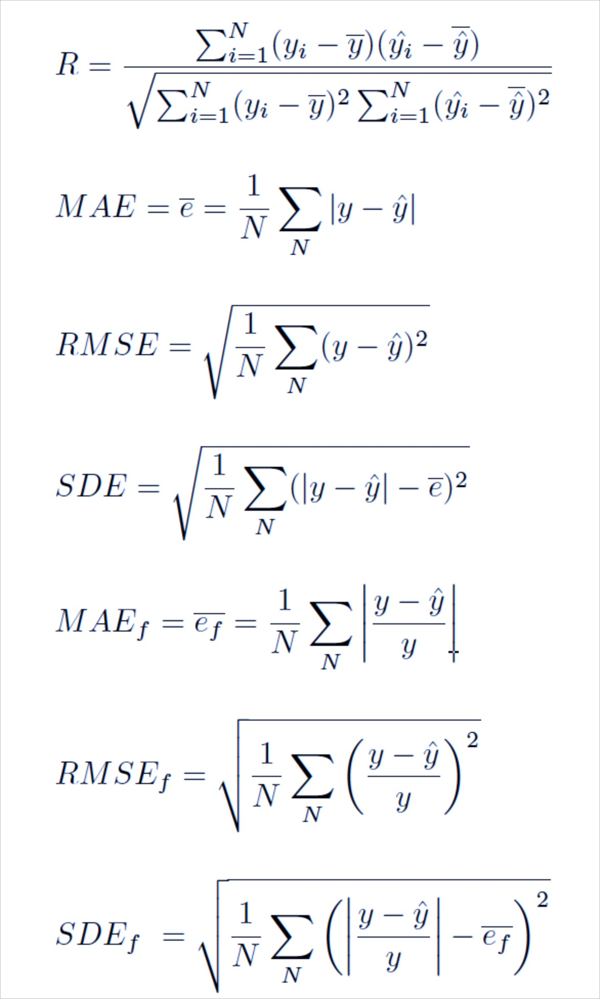 R = \frac{\sum_{i=1}^{N}(y_i - \overline{y})(\hat{y_i} - \overline{\hat{y}})}{\sqrt{\sum_{i=1}^{N}(y_i - \overline{y})^2 \sum_{i=1}^{N}(\hat{y_i} - \overline{\hat{y}})^2}}
MAE = \overline{e} = \frac{1}{N} \sum_{N} |y - \hat{y}|
RMSE = \sqrt{\frac{1}{N} \sum_{N} (y - \hat{y})^2}
SDE = \sqrt{\frac{1}{N} \sum_{N} (|y - \hat{y}| - \overline{e})^2}
MAE_f = \overline{e_f} = \frac{1}{N} \sum_{N} \left| \frac{y - \hat{y}}{y} \right|
RMSE_f = \sqrt{\frac{1}{N} \sum_{N} \left( \frac{y - \hat{y}}{y} \right)^2}
SDE_f = \sqrt{\frac{1}{N} \sum_{N} \left( \left| \frac{y - \hat{y}}{y} \right| - \overline{e_f} \right)^2}